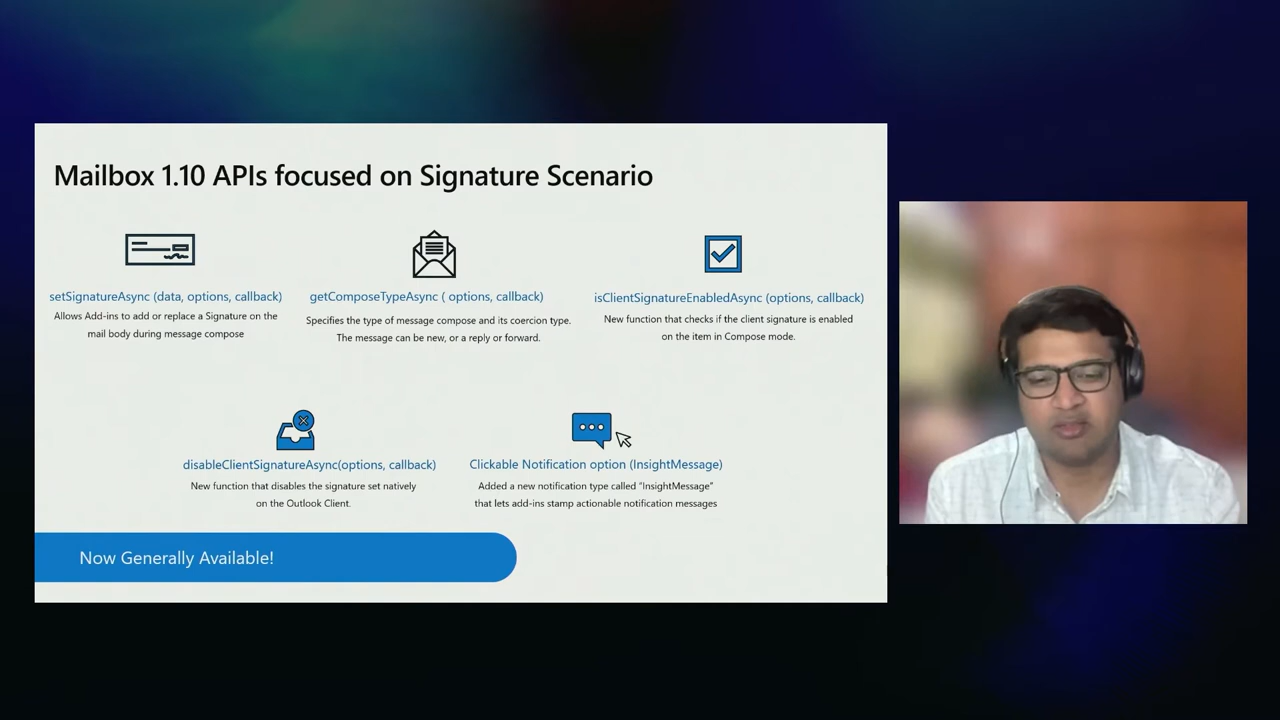 Mailbox 1.10 APIs focused on Signature Scenario
setSignatureAsync (data, options, callback)
Allows Add-ins to add or replace a Signature on the
mail body during message compose
getComposeTypeAsync ( options, callback)
Specifies the type of message compose and its coercion type.
The message can be new, or a reply or forward.
isClientSignatureEnabledAsync (options, callback)
New function that checks if the client signature is enabled
on the item in Compose mode.
disableClientSignatureAsync(options, callback)
New function that disables the signature set natively
on the Outlook Client.
Clickable Notification option (InsightMessage)
Added a new notification type called “InsightMessage”
that lets add-ins stamp actionable notification messages
Now Generally Available!